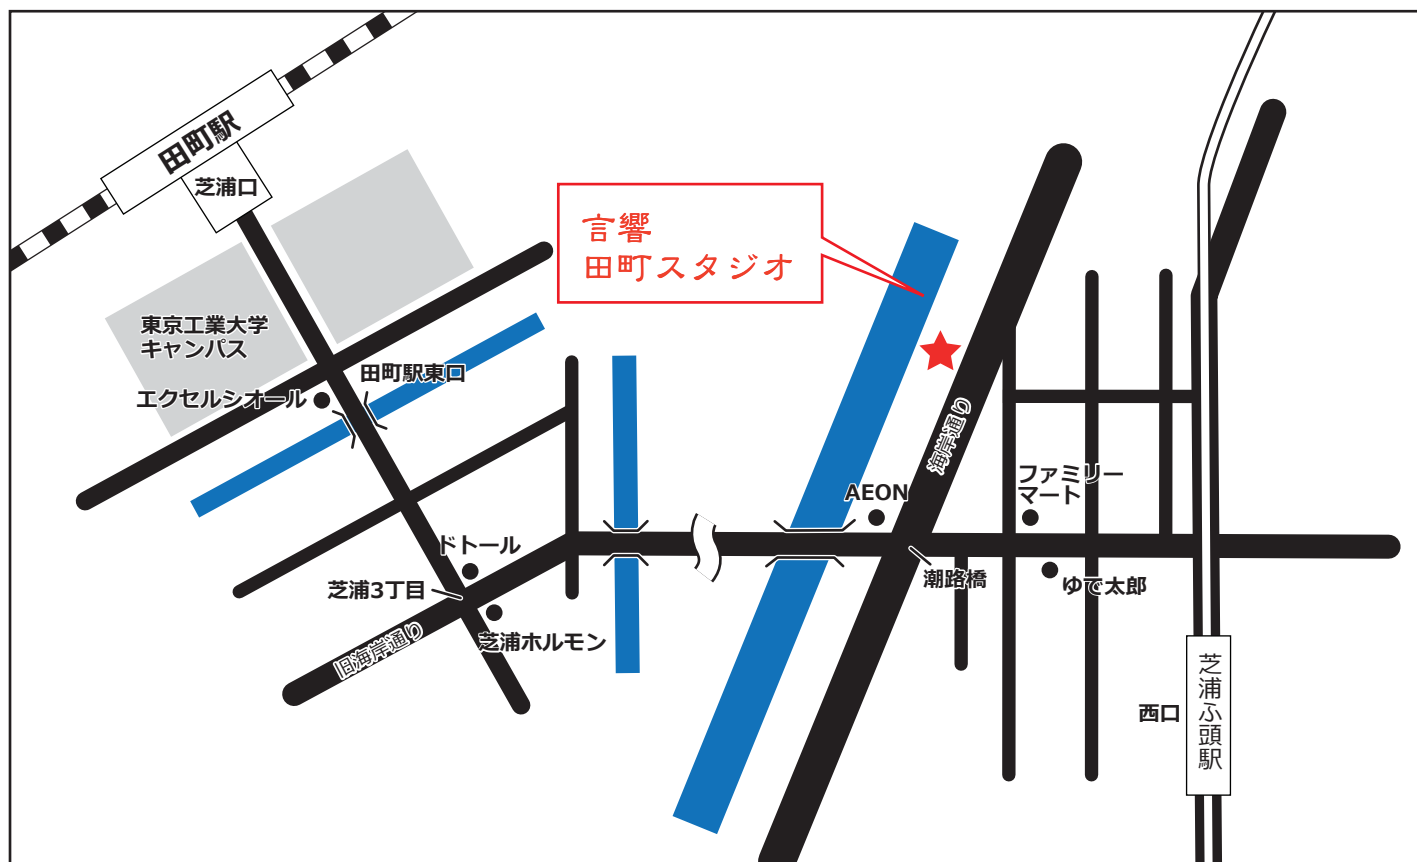 田町駅
芝浦口
言響
田町スタジオ
東京工業大学
キャンパス
田町駅東口
エクセルシオール
海岸通り
ファミリー
マート
AEON
ドトール
潮路橋
ゆで太郎
芝浦3丁目
芝浦ホルモン
旧海岸通り
西口
芝浦ふ頭駅